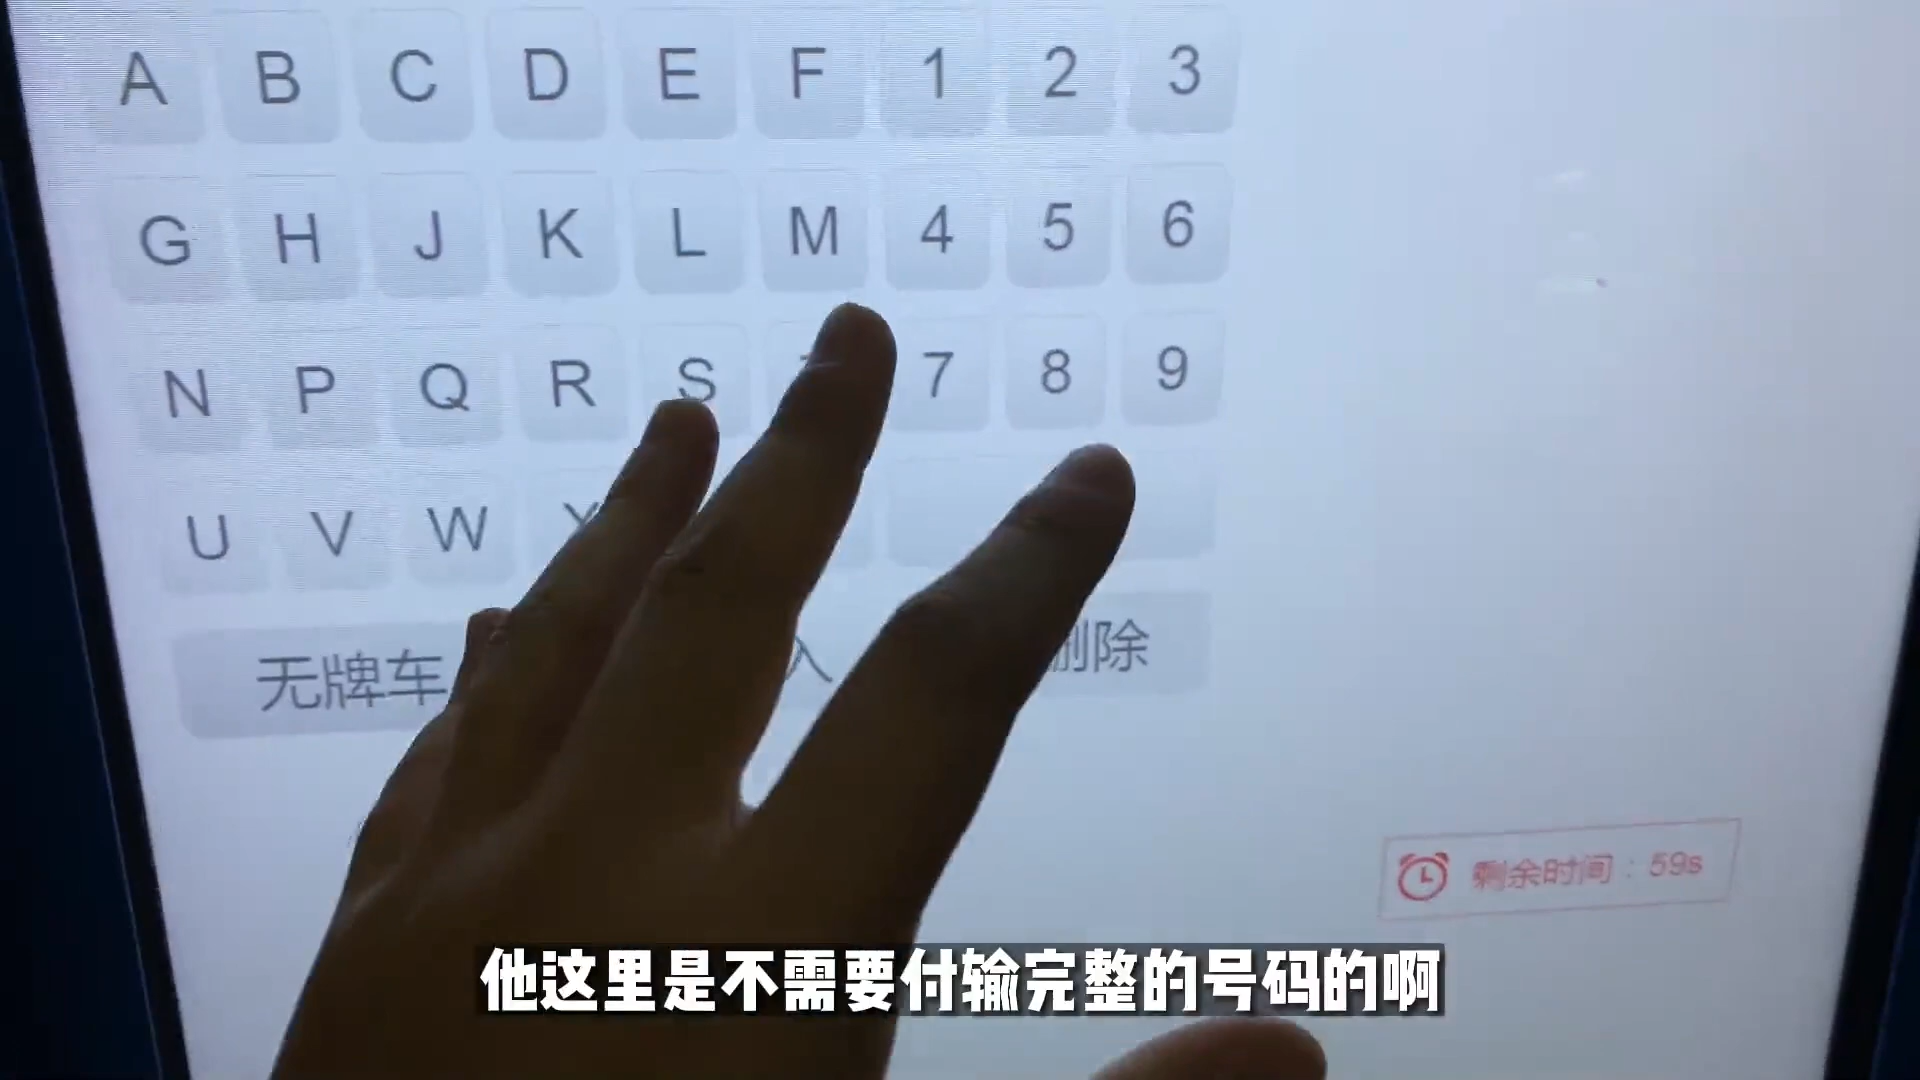 A B C D E F 1 2 3
G H J K L M 4 5 6
N P Q R S 7 8 9
U V W X
无牌车 入 删除
剩余时间：59s
他这里是不需要付输完整的号码的啊